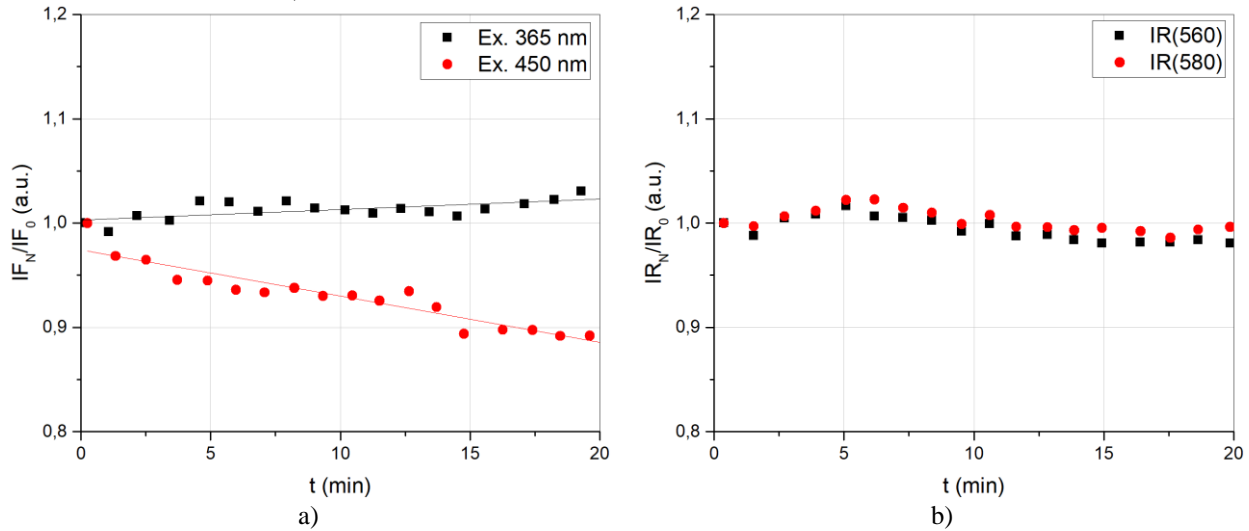 1,2
1,1
1,0
0,9
0,8
IF_N/IF_0 (a.u.)
Ex. 365 nm
Ex. 450 nm
0
5
10
15
20
t (min)
a)
1,2
1,1
1,0
0,9
0,8
IR_N/IR_0 (a.u.)
IR(560)
IR(580)
0
5
10
15
20
t (min)
b)